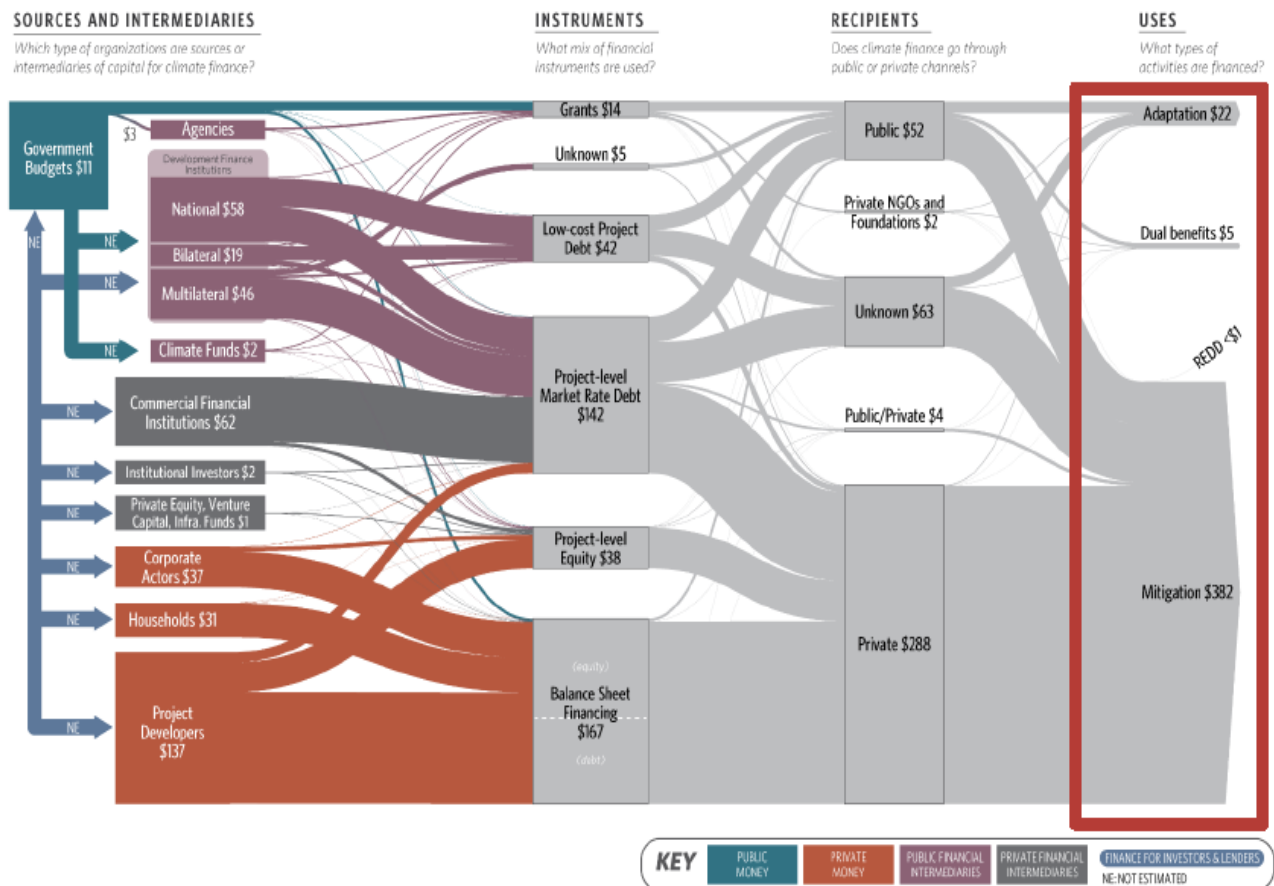 SOURCES AND INTERMEDIARIES
Which type of organizations are sources or
intermediaries of capital for climate finance?
INSTRUMENTS
What mix of financial
instruments are used?
RECIPIENTS
Does climate finance go through
public or private channels?
USES
What types of
activities are financed?
Government
Budgets $11
$3
Agencies
Development Finance
Institutions
National $58
Bilateral $19
Multilateral $46
Climate Funds $2
NE
NE
NE
NE
NE
Commercial Financial
Institutions $62
NE
Institutional Investors $2
NE
Private Equity, Venture
Capital, Infra. Funds $1
NE
Corporate
Actors $37
NE
Households $31
NE
Project
Developers
$137
NE
Grants $14
Unknown $5
Low-cost Project
Debt $42
Project-level
Market Rate Debt
$142
Project-level
Equity $38
(equity)
Balance Sheet
Financing
$167
(debt)
Public $52
Private NGOs and
Foundations $2
Unknown $63
Public/Private $4
Private $288
Adaptation $22
Dual benefits $5
REDD <$1
Mitigation $382
KEY
PUBLIC
MONEY
PRIVATE
MONEY
PUBLIC FINANCIAL
INTERMEDIARIES
PRIVATE FINANCIAL
INTERMEDIARIES
FINANCE FOR INVESTORS & LENDERS
NE: NOT ESTIMATED